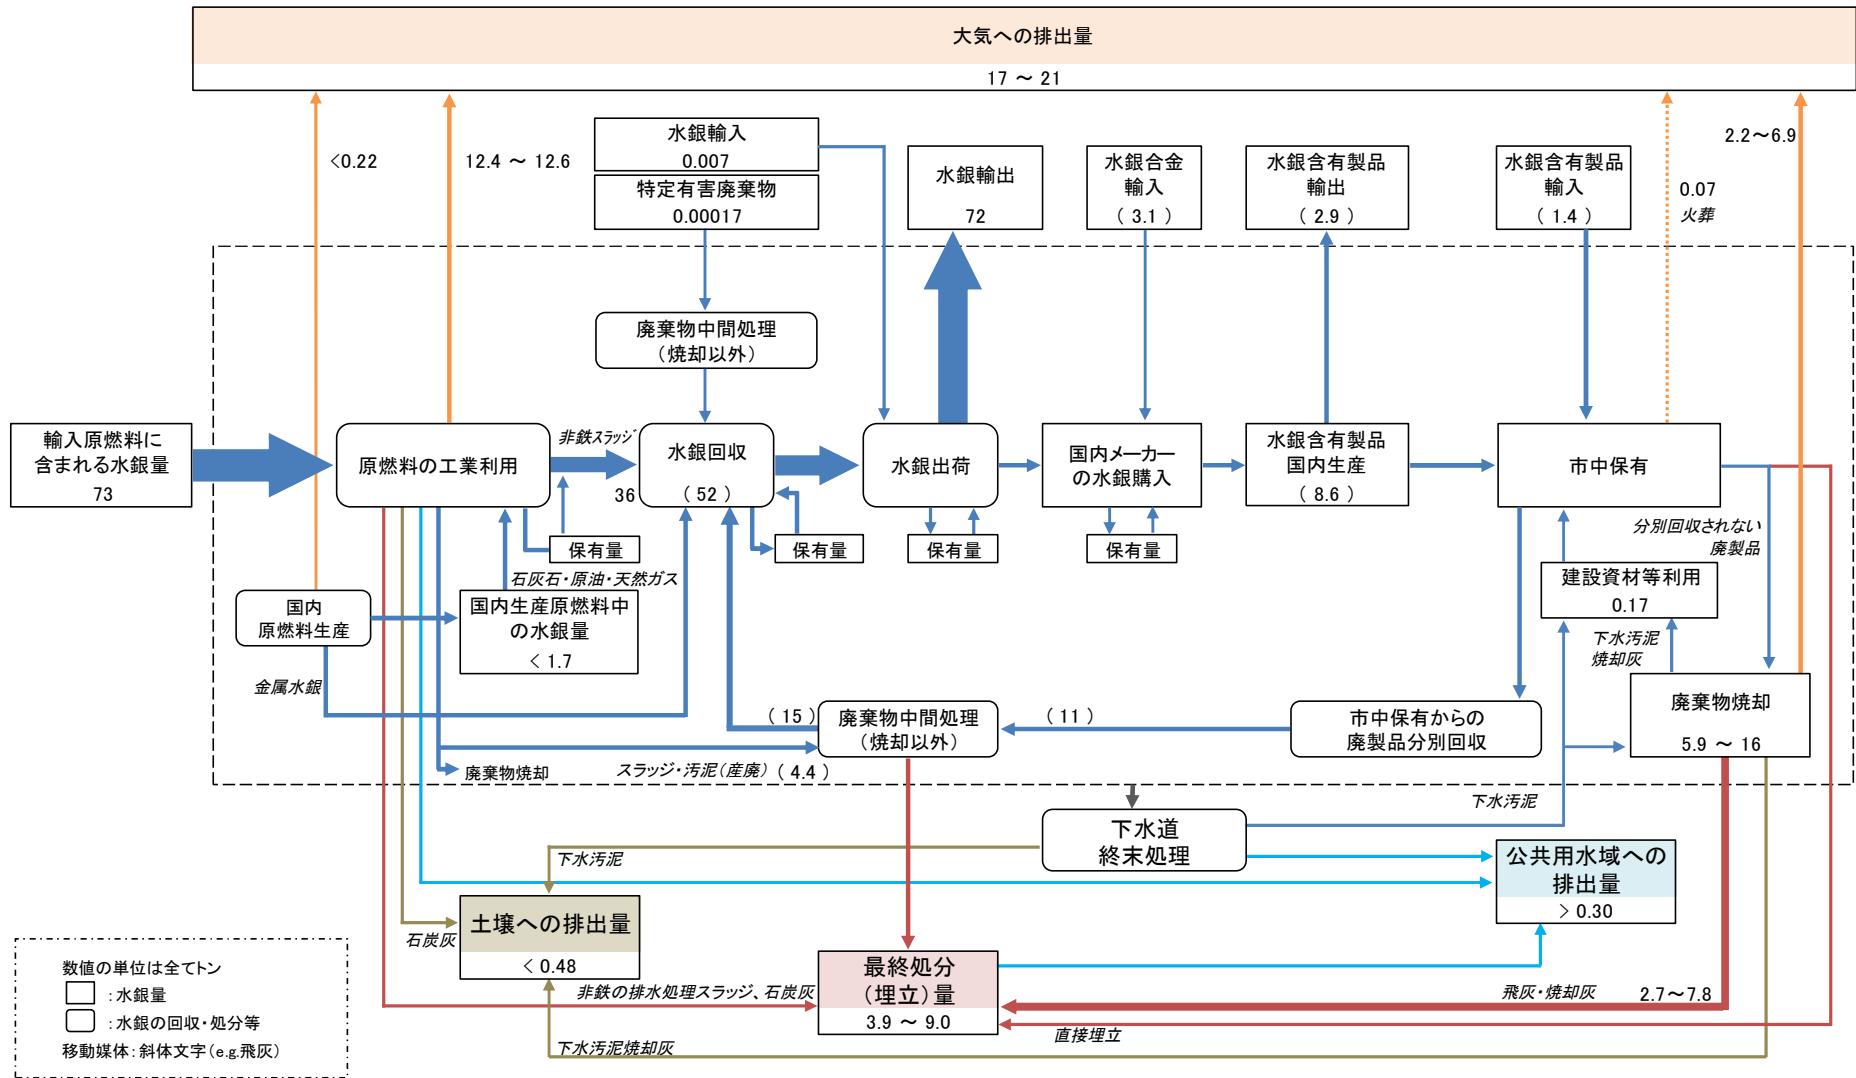 大気への排出量
17 ～ 21
<0.22
12.4 ～ 12.6
水銀輸入
0.007
特定有害廃棄物
0.00017
水銀輸出
72
水銀合金
輸入
( 3.1 )
水銀含有製品
輸出
( 2.9 )
水銀含有製品
輸入
( 1.4 )
0.07
火葬
2.2～6.9
廃棄物中間処理
（焼却以外）
輸入原燃料に
含まれる水銀量
73
原燃料の工業利用
非鉄スラッジ
36
水銀回収
( 52 )
水銀出荷
国内メーカー
の水銀購入
水銀含有製品
国内生産
( 8.6 )
市中保有
保有量
保有量
保有量
保有量
分別回収されない
廃製品
石灰石・原油・天然ガス
国内
原燃料生産
国内生産原燃料中
の水銀量
< 1.7
建設資材等利用
0.17
下水汚泥
焼却灰
金属水銀
( 15 )
廃棄物中間処理
（焼却以外）
( 11 )
市中保有からの
廃製品分別回収
廃棄物焼却
5.9 ～ 16
廃棄物焼却
スラッジ・汚泥（産廃）
( 4.4 )
下水汚泥
下水道
終末処理
下水汚泥
公共用水域への
排出量
> 0.30
石炭灰
土壌への排出量
< 0.48
非鉄の排水処理スラッジ、石炭灰
最終処分
（埋立）量
3.9 ～ 9.0
飛灰・焼却灰
2.7～7.8
直接埋立
下水汚泥焼却灰
数値の単位は全てトン
：水銀量
：水銀の回収・処分等
移動媒体：斜体文字（e.g.飛灰）